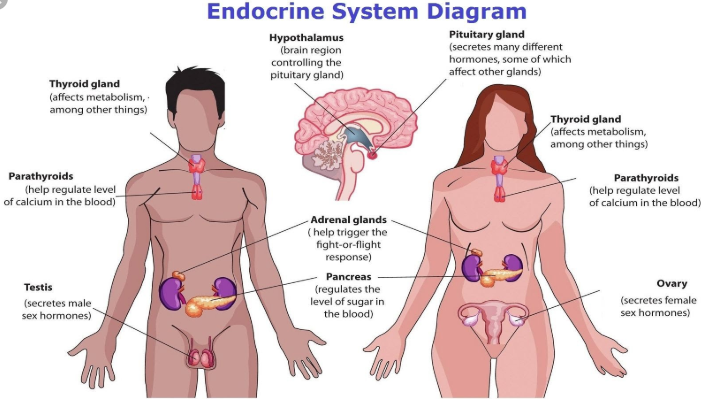 Endocrine System Diagram
Hypothalamus
(brain region
controlling the
pituitary gland)
Pituitary gland
(secretes many different
hormones, some of which
affect other glands)
Thyroid gland
(affects metabolism,
among other things)
Thyroid gland
(affects metabolism,
among other things)
Parathyroids
(help regulate level
of calcium in the blood)
Parathyroids
(help regulate level
of calcium in the blood)
Adrenal glands
( help trigger the
fight-or-flight
response)
Pancreas
(regulates the
level of sugar in
the blood)
Testis
(secretes male
sex hormones)
Ovary
(secretes female
sex hormones)